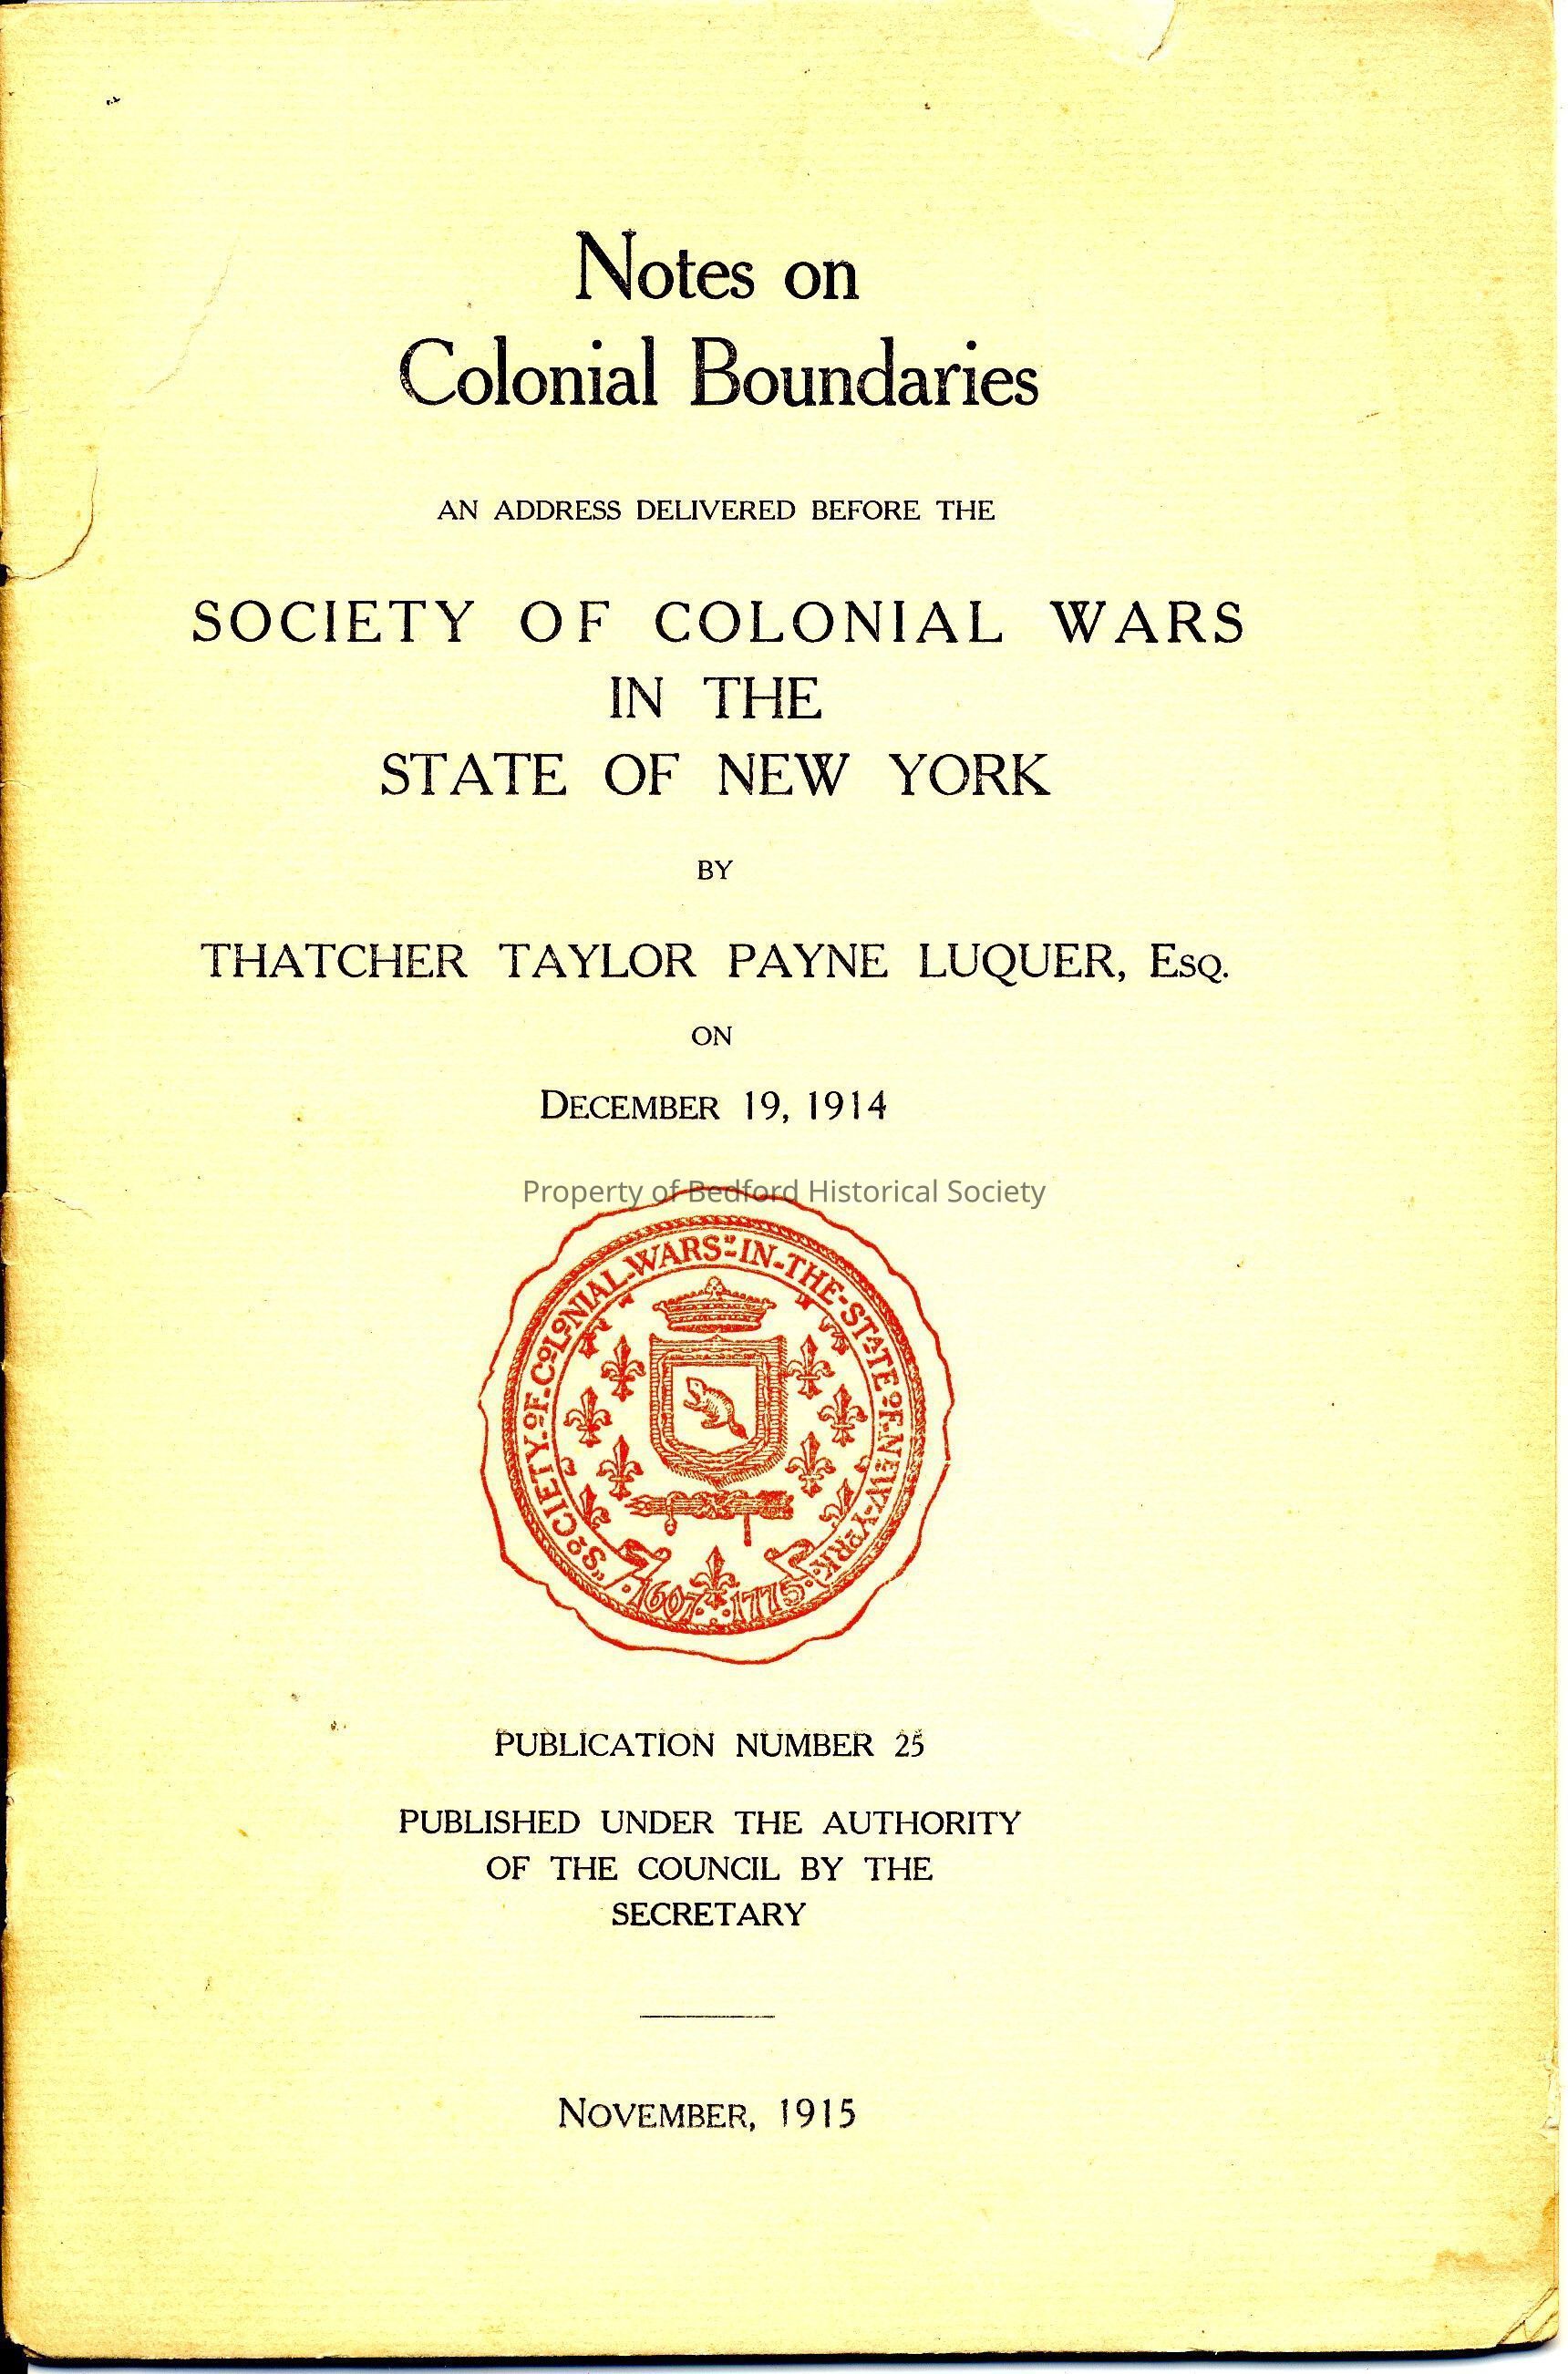 Notes on
Colonial Boundaries
AN ADDRESS DELIVERED BEFORE THE
SOCIETY OF COLONIAL WARS
IN THE
STATE OF NEW YORK
BY
THATCHER TAYLOR PAYNE LUQUER, ESQ.
ON
DECEMBER 19, 1914
Property of Bedford Historical Society
"SOCIETY·OF·COLONIAL·WARS"IN·THE·STATE·OF·NEW·YORK·
·1607·1775·
PUBLICATION NUMBER 25
PUBLISHED UNDER THE AUTHORITY
OF THE COUNCIL BY THE
SECRETARY
NOVEMBER, 1915